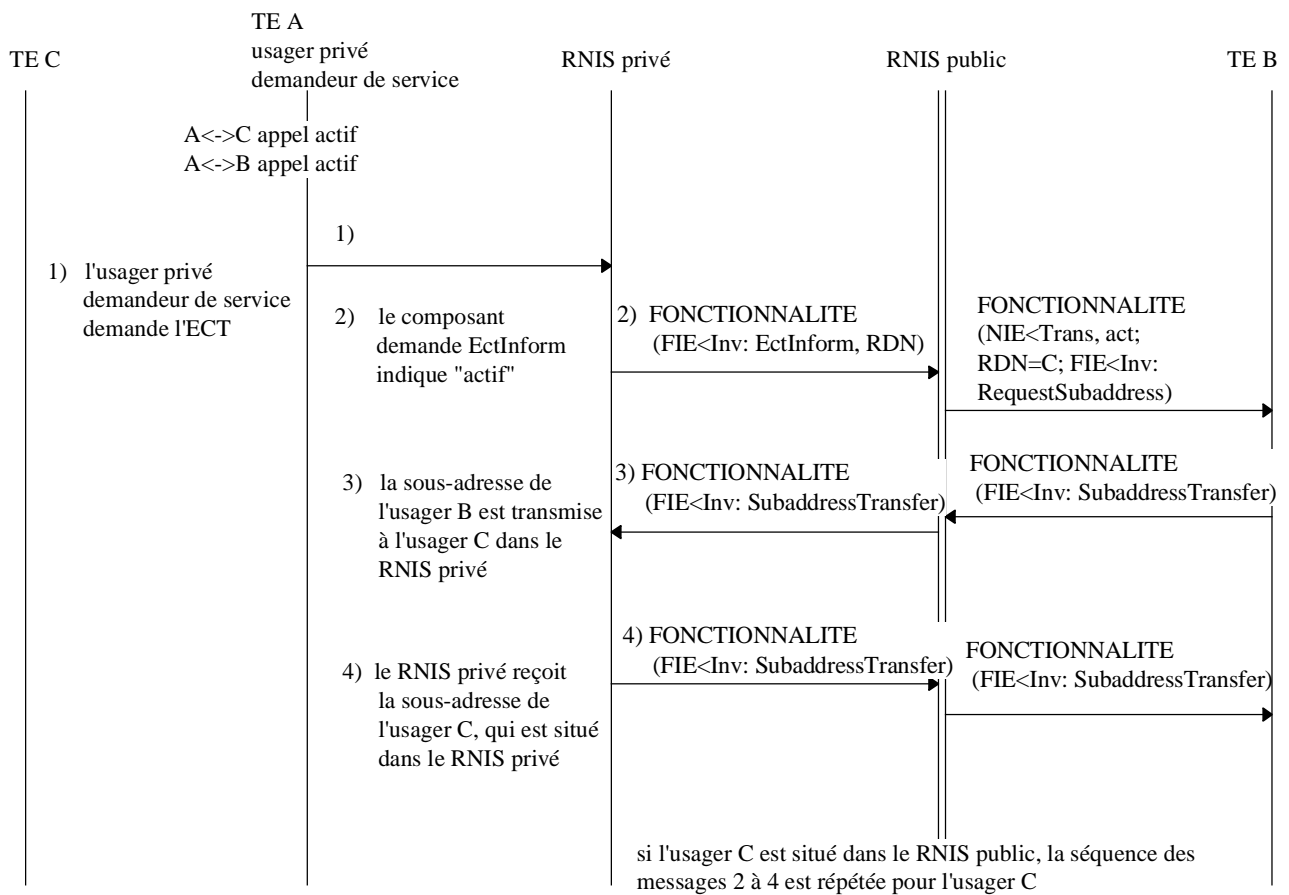 TE C
TE A
usager privé
demandeur de service
RNIS privé
RNIS public
TE B
A<->C appel actif
A<->B appel actif
1)
1) l'usager privé
demandeur de service
demande l'ECT
2) le composant
demande EctInform
indique "actif"
2) FONCTIONNALITE
(FIE<Inv: EctInform, RDN)
FONCTIONNALITE
(NIE<Trans, act;
RDN=C; FIE<Inv:
RequestSubaddress)
3) la sous-adresse de
l'usager B est transmise
à l'usager C dans le
RNIS privé
3) FONCTIONNALITE
(FIE<Inv: SubaddressTransfer)
FONCTIONNALITE
(FIE<Inv: SubaddressTransfer)
4) le RNIS privé reçoit
la sous-adresse de
l'usager C, qui est situé
dans le RNIS privé
4) FONCTIONNALITE
(FIE<Inv: SubaddressTransfer)
FONCTIONNALITE
(FIE<Inv: SubaddressTransfer)
si l'usager C est situé dans le RNIS public, la séquence des
messages 2 à 4 est répétée pour l'usager C